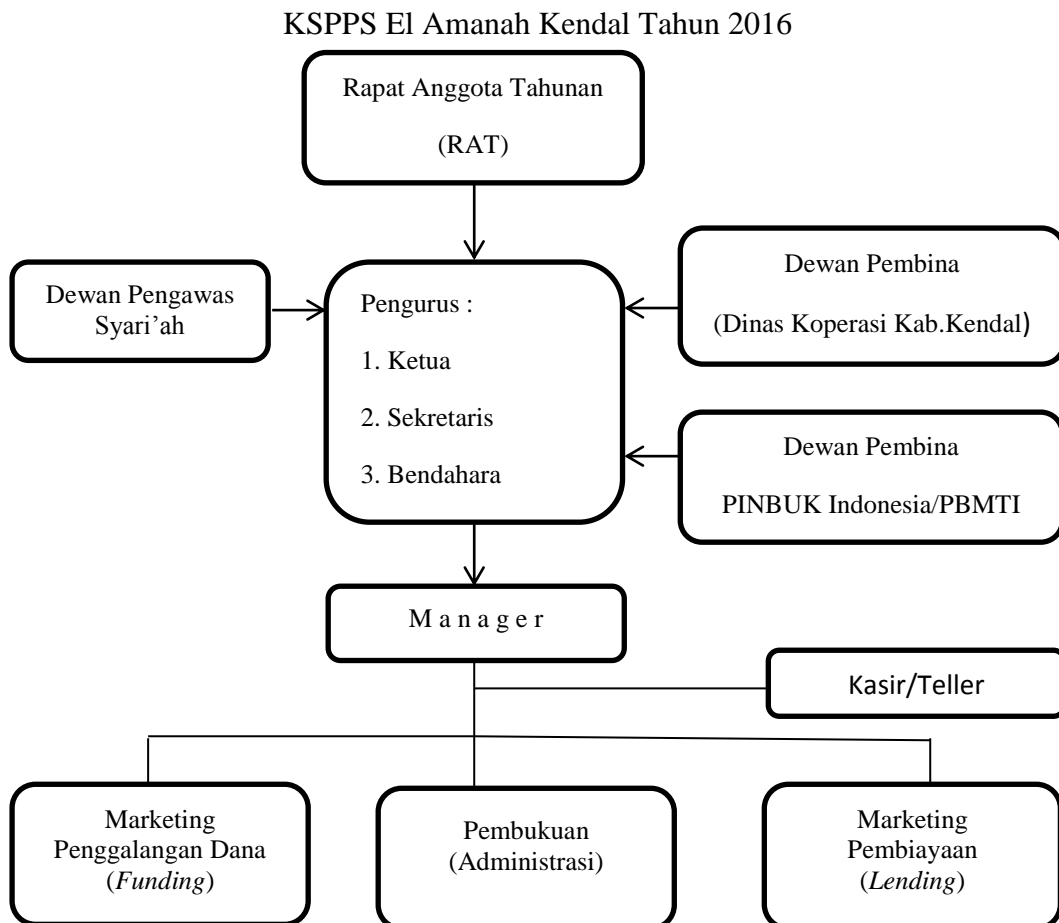 KSPPS El Amanah Kendal Tahun 2016
Rapat Anggota Tahunan
(RAT)
Dewan Pengawas
Syari’ah
Pengurus :
1. Ketua
2. Sekretaris
3. Bendahara
Dewan Pembina
(Dinas Koperasi Kab.Kendal)
Dewan Pembina
PINBUK Indonesia/PBMTI
M a n a g e r
Kasir/Teller
Marketing
Penggalangan Dana
(Funding)
Pembukuan
(Administrasi)
Marketing
Pembiayaan
(Lending)